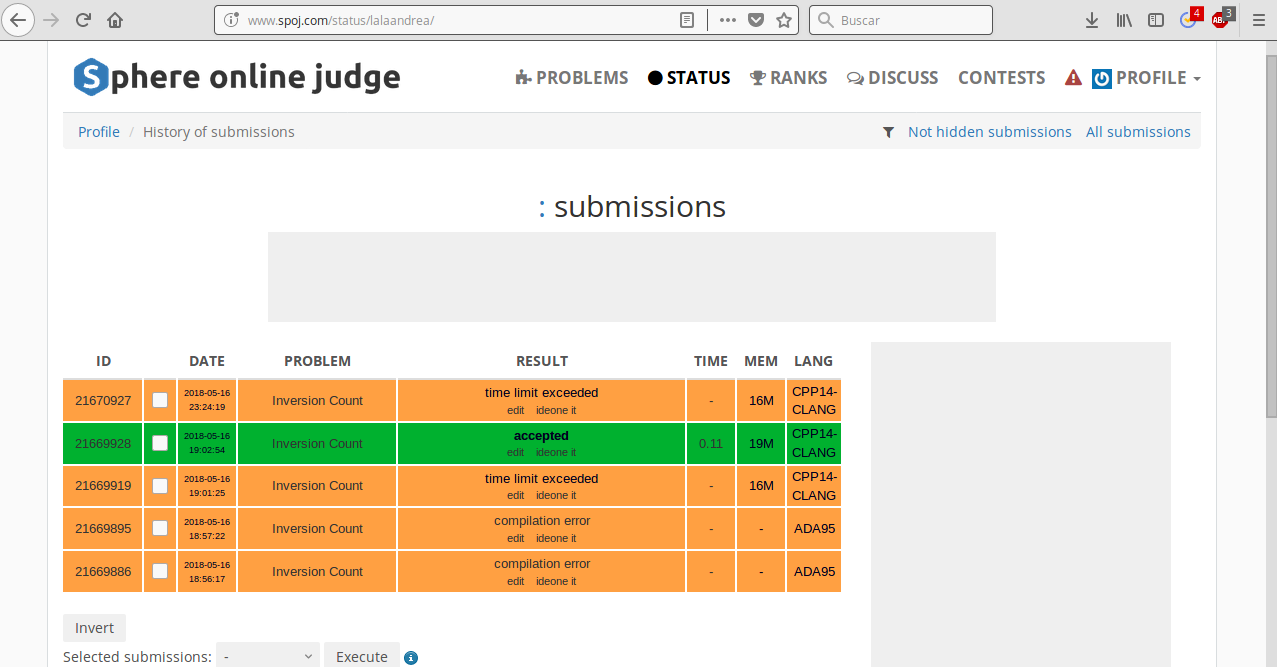 www.spoj.com/status/lalaandrea/
Buscar
4
3
ABP
Sphere online judge
PROBLEMS STATUS RANKS DISCUSS CONTESTS PROFILE
Profile / History of submissions Not hidden submissions All submissions
: submissions
ID DATE PROBLEM RESULT TIME MEM LANG
21670927 2018-05-16 23:24:19 Inversion Count time limit exceeded edit ideone it - 16M CPP14-CLANG
21669928 2018-05-16 19:02:54 Inversion Count accepted edit ideone it 0.11 19M CPP14-CLANG
21669919 2018-05-16 19:01:25 Inversion Count time limit exceeded edit ideone it - 16M CPP14-CLANG
21669895 2018-05-16 18:57:22 Inversion Count compilation error edit ideone it - - ADA95
21669886 2018-05-16 18:56:17 Inversion Count compilation error edit ideone it - - ADA95
Invert
Selected submissions: - Execute